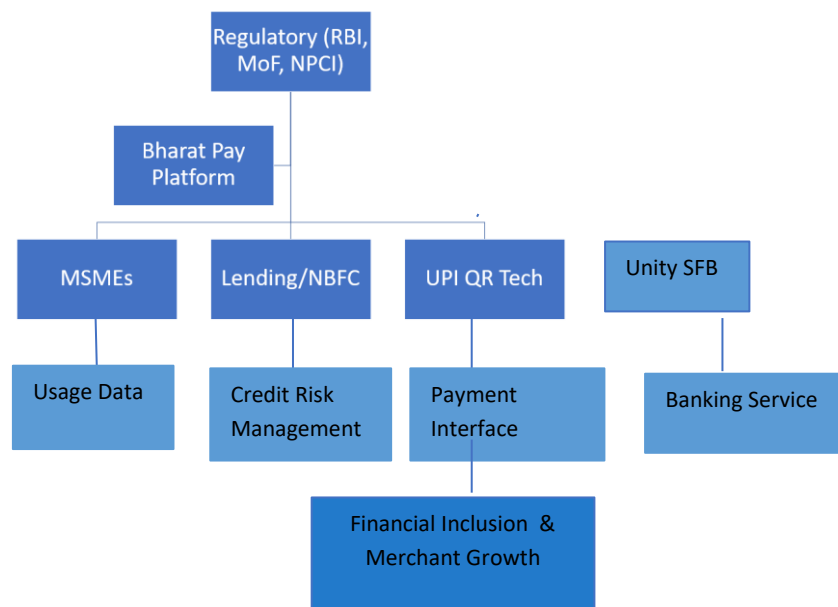 Regulatory (RBI,
MoF, NPCI)
Bharat Pay
Platform
MSMEs
Lending/NBFC
UPI QR Tech
Unity SFB
Usage Data
Credit Risk
Management
Payment
Interface
Banking Service
Financial Inclusion &
Merchant Growth